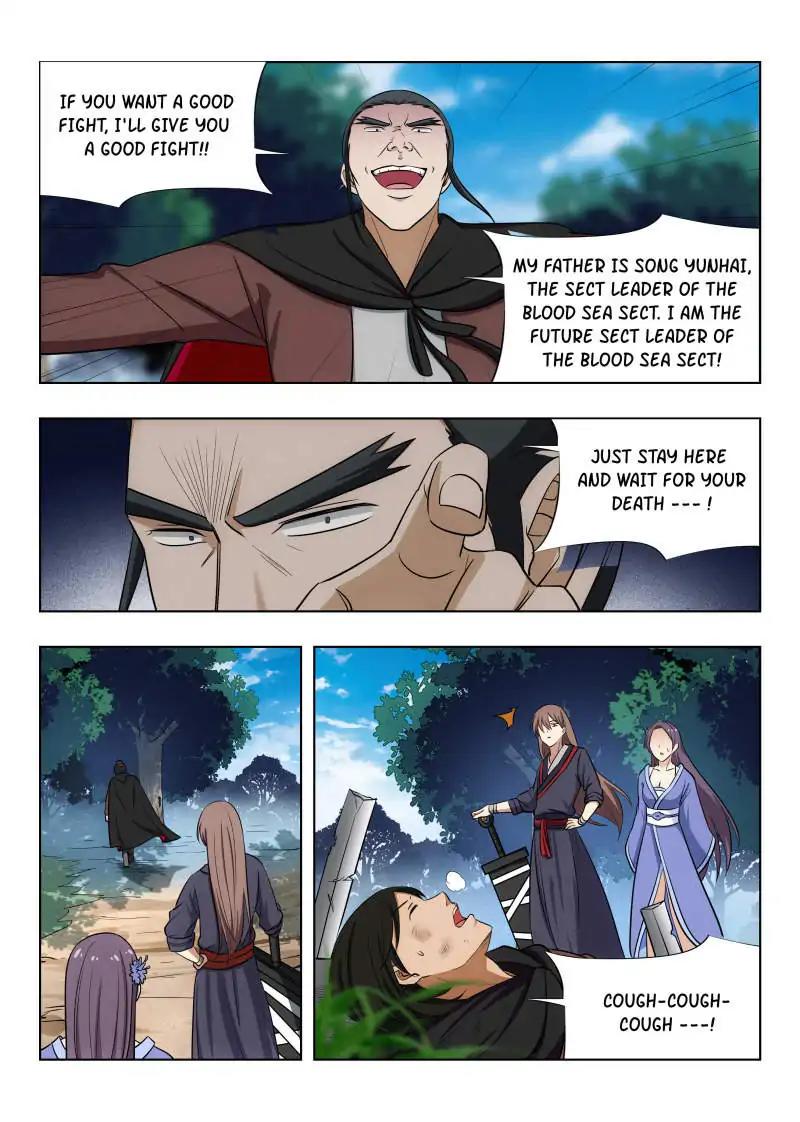 IF YOU WANT A GOOD
FIGHT, I'LL GIVE YOU
A GOOD FIGHT!!
MY FATHER IS SONG YUNHAI,
THE SECT LEADER OF THE
BLOOD SEA SECT. I AM THE
FUTURE SECT LEADER OF
THE BLOOD SEA SECT!
JUST STAY HERE
AND WAIT FOR YOUR
DEATH --- !
COUGH-COUGH-
COUGH ---!